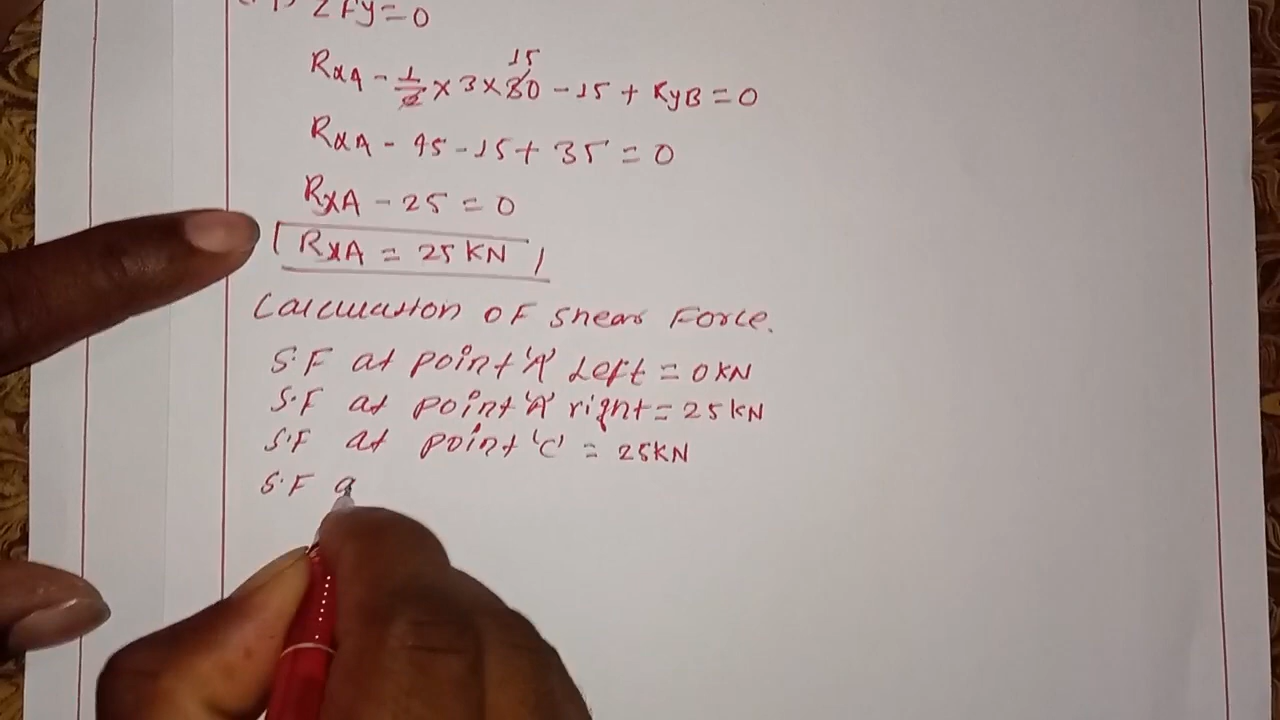 ΣFy=0
RxA - 1/2 × 3 × 30 - 15 + RyB = 0
15
RxA - 45 - 15 + 35 = 0
RxA - 25 = 0
RxA = 25 KN
Calculation OF Shear Force.
S.F at point 'A' Left = 0 KN
S.F at point 'A' right = 25 KN
S.F at point 'C' = 25KN
S.F a